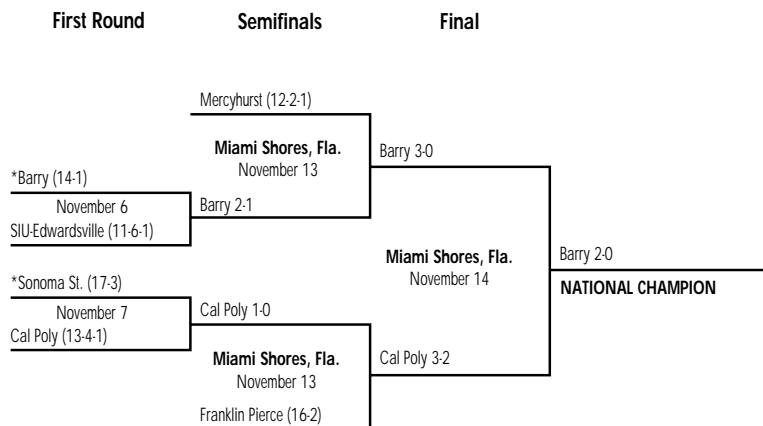 First Round Semifinals Final
Mercyhurst (12-2-1)
Miami Shores, Fla.
November 13
Barry 3-0
*Barry (14-1)
November 6
SIU-Edwardsville (11-6-1)
Barry 2-1
Miami Shores, Fla.
November 14
Barry 2-0
NATIONAL CHAMPION
*Sonoma St. (17-3)
November 7
Cal Poly (13-4-1)
Cal Poly 1-0
Miami Shores, Fla.
November 13
Cal Poly 3-2
Franklin Pierce (16-2)